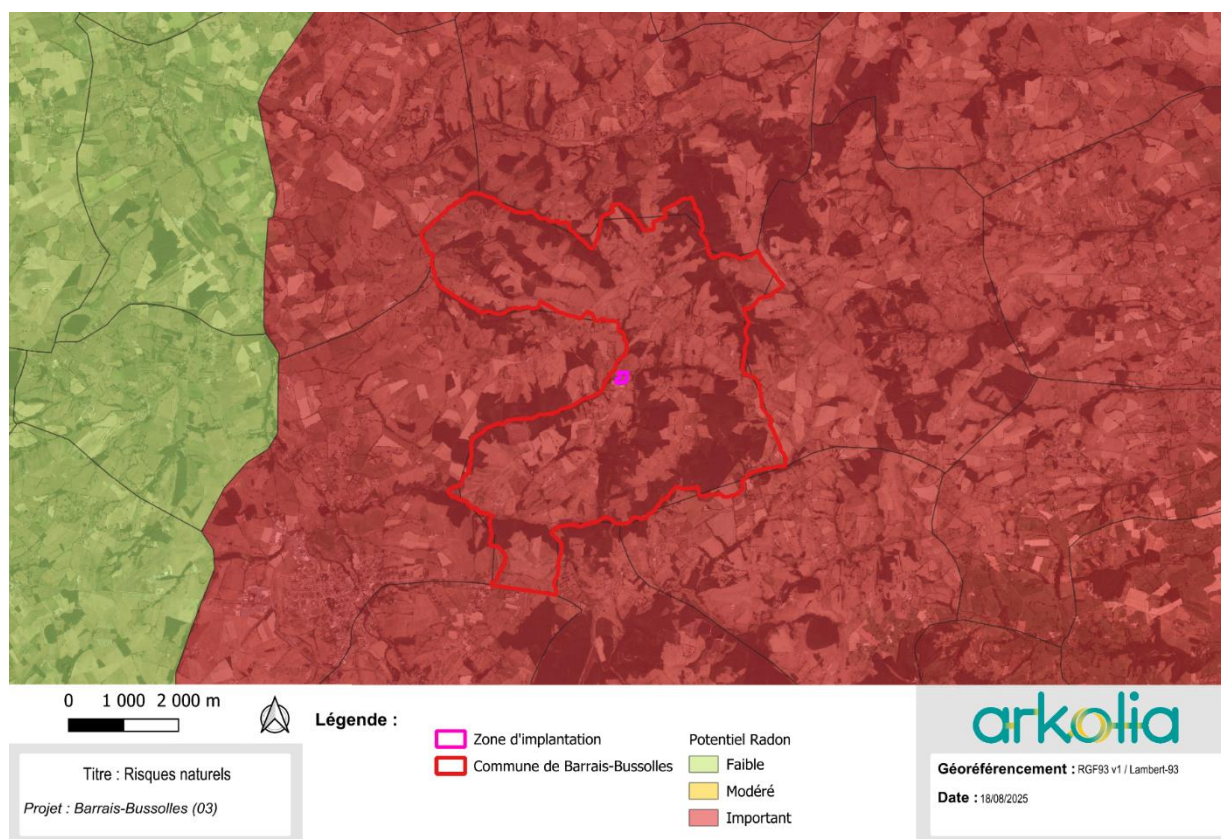 0 1 000 2 000 m
Légende :
Zone d'implantation
Commune de Barrais-Bussolles
Potentiel Radon
Faible
Modéré
Important
Titre : Risques naturels
Projet : Barrais-Bussolles (03)
arkolia
Géoréférencement : RGF93 v1 / Lambert-93
Date : 18/08/2025